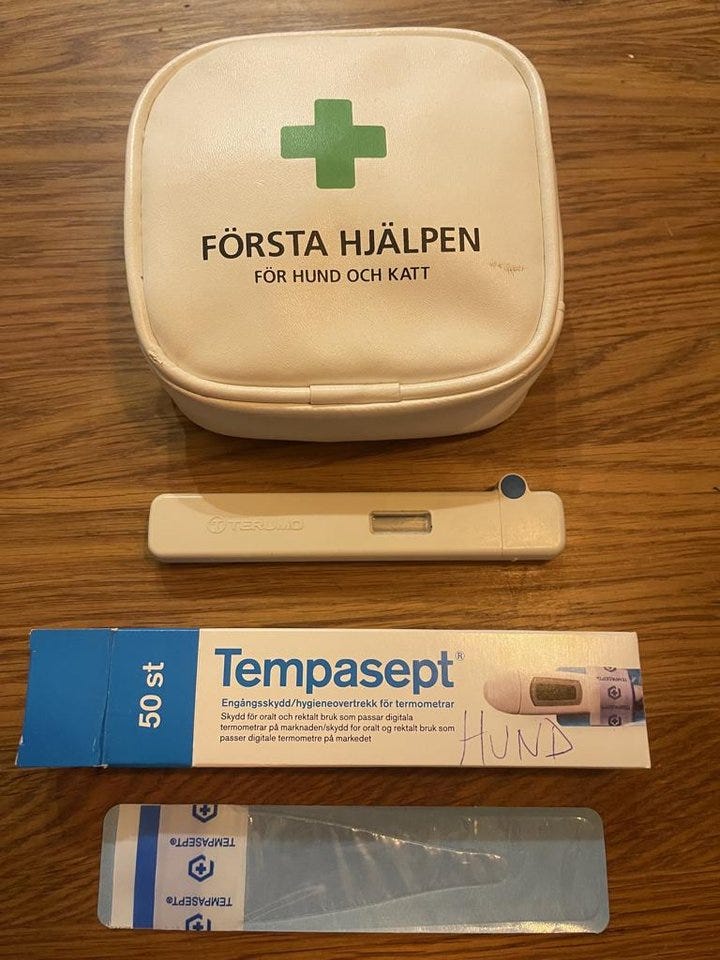 FÖRSTA HJÄLPEN
FÖR HUND OCH KATT
TERUMO
50 st
Tempasept®
Engångsskydd/hygieneovertrekk för termometrar
Skydd för oralt och rektalt bruk som passar digitala
termometrar på marknaden/skydd for oralt og rektalt bruk som
passer digitale termometre på markedet
HUND
TEMPASEPT
TEMPASEPT®
TEMPASEPT®
TEMPASEPT®